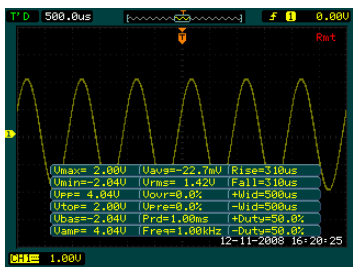 T'D 500.0us T f 1 0.00V
T
Rmt
1
Vmax= 2.00V Vavg=-22.7mV Rise=310us
Vmin=-2.04V Vrms= 1.42V Fall=310us
Vpp= 4.04V Vovr=0.0% +Wid=500us
Vtop= 2.00V Vpre=0.0% -Wid=500us
Vbas=-2.04V Prd=1.00ms +Duty=50.0%
Vamp= 4.04V Freq=1.00kHz -Duty=50.0%
12-11-2008 16:20:25
CH1 1.00V